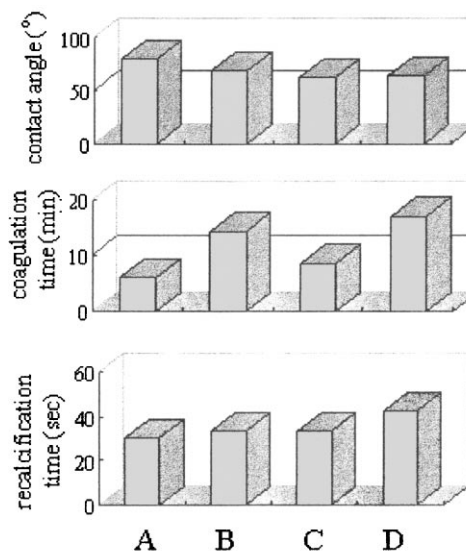 contact angle (°)
100
50
0
coagulation
time (min)
20
10
0
recalcification
time (sec)
60
40
20
0
A B C D